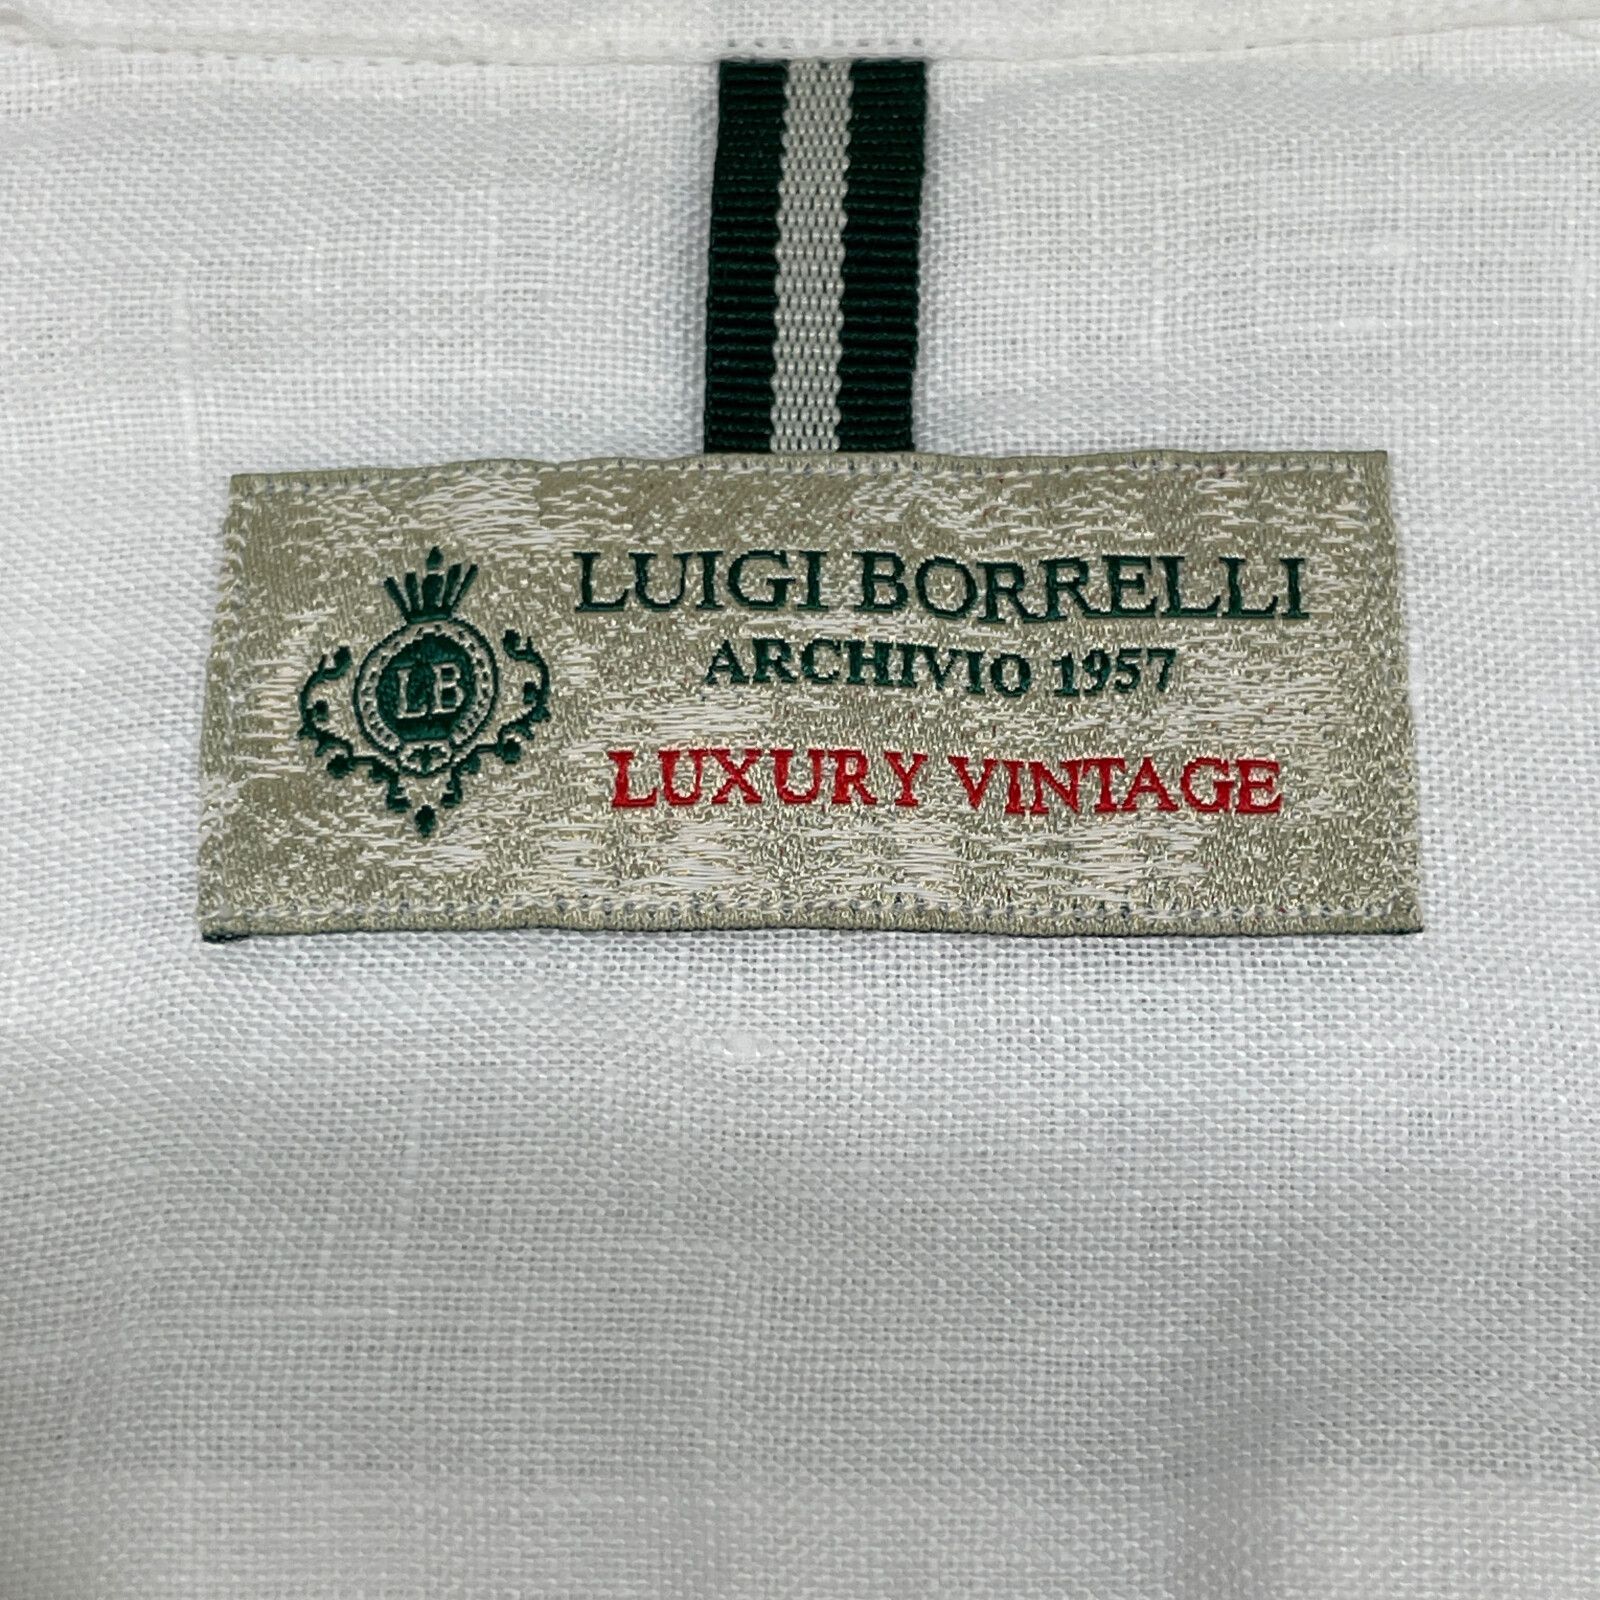 LB
LUIGI BORRELLI
ARCHIVIO 1957
LUXURY VINTAGE